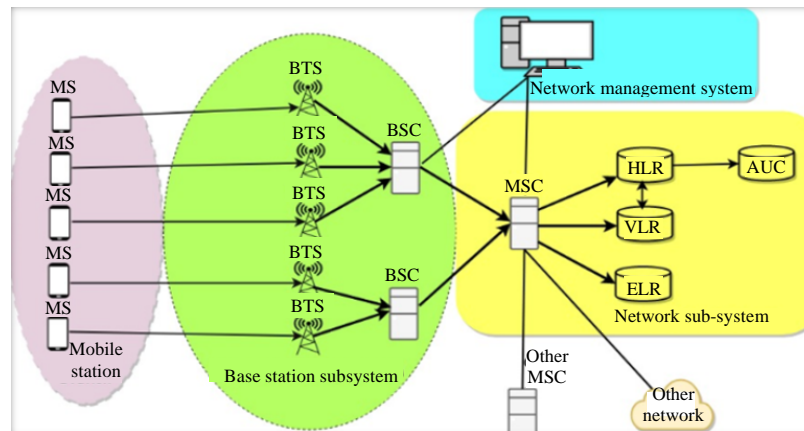 Network management system
MS
BTS
BSC
MS
BTS
MS
BTS
MS
BTS
BSC
MS
BTS
MSC
HLR
AUC
VLR
ELR
Mobile
station
Base station subsystem
Network sub-system
Other
MSC
Other
network